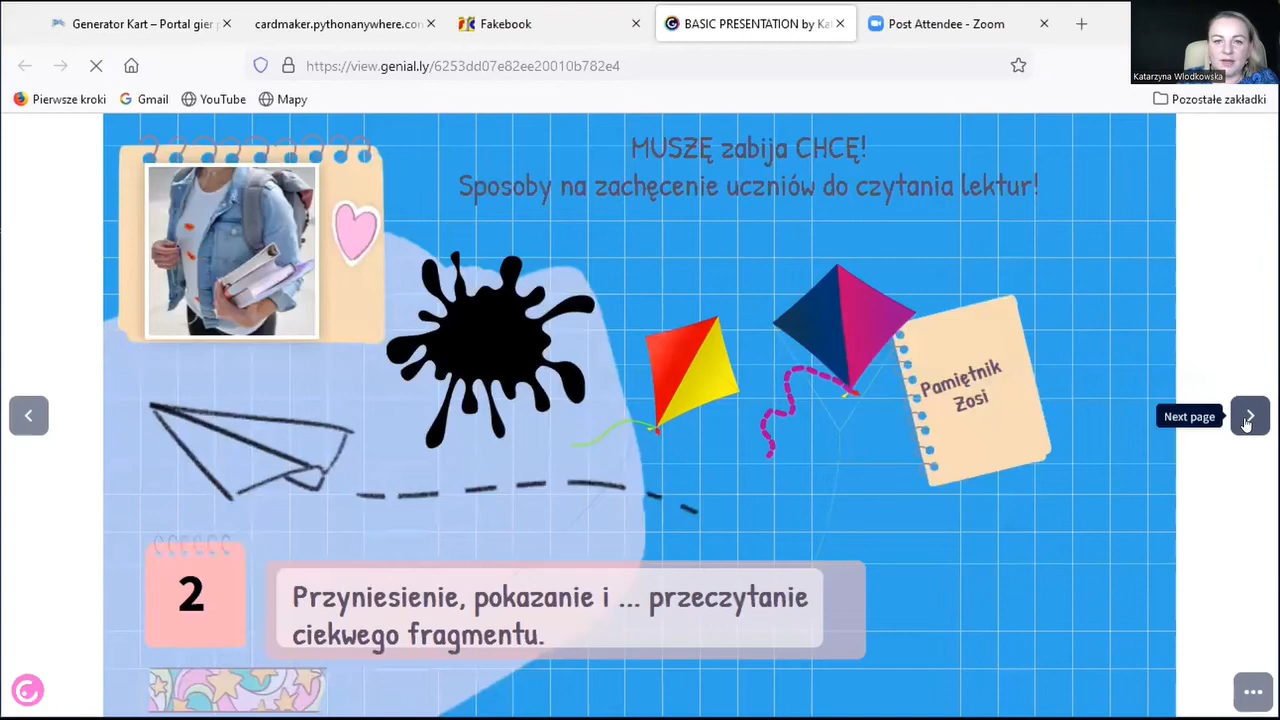 Generator Kart – Portal gier
cardmaker.pythonanywhere.con
Fakebook
BASIC PRESENTATION by Ka
Post Attendee - Zoom
https://view.genial.ly/6253dd07e82ee20010b782e4
Katarzyna Wlodkowska
Pierwsze kroki
Gmail
YouTube
Mapy
Pozostałe zakładki
MUSZĘ zabija CHCĘ!
Sposoby na zachęcenie uczniów do czytania lektur!
Pamiętnik
Zosi
Next page
2
Przyniesienie, pokazanie i ... przeczytanie
ciekwego fragmentu.